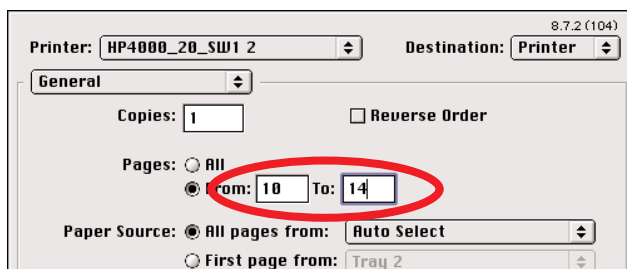 8.7.2 (104)
Printer: HP4000_20_SW1 2 Destination: Printer
General
Copies: 1 Reverse Order
Pages: All
From: 10 To: 14
Paper Source: All pages from: Auto Select
First page from: Tray 2